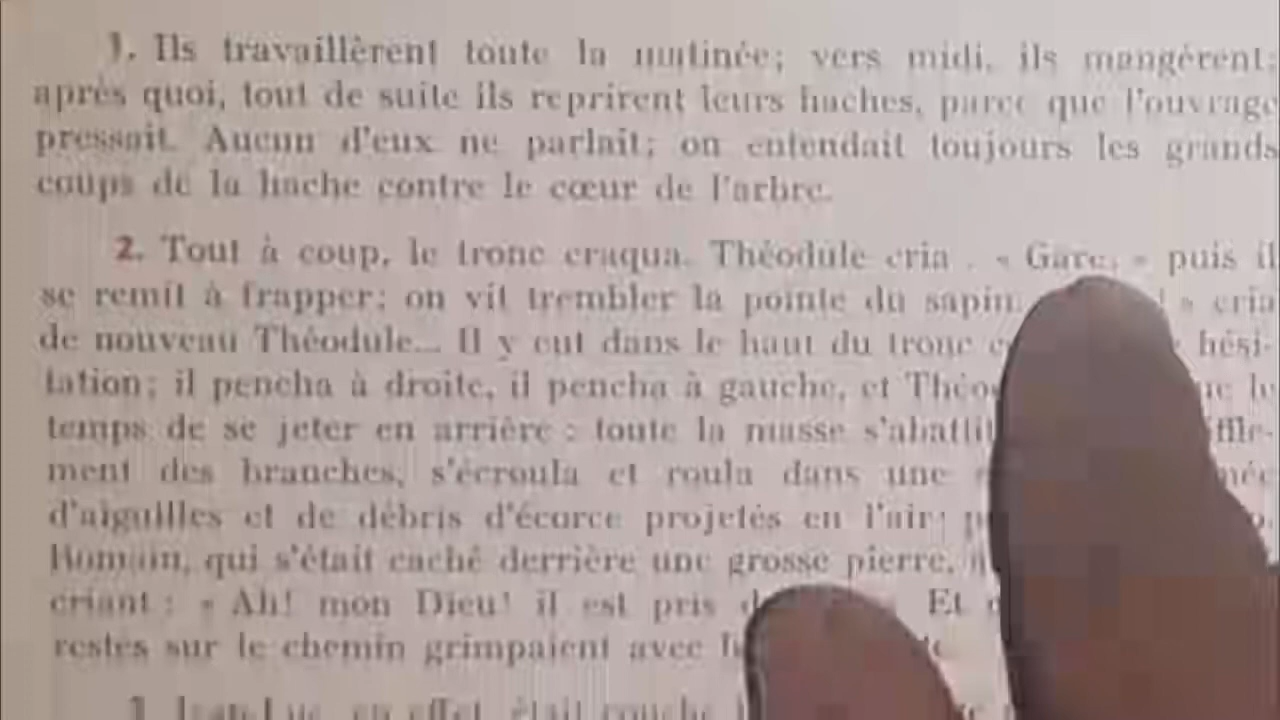 1. Ils travaillèrent toute la matinée; vers midi, ils mangèrent;
après quoi, tout de suite ils reprirent leurs haches, parce que l'ouvrage
pressait. Aucun d'eux ne parlait; on entendait toujours les grands
coups de la hache contre le cœur de l'arbre.
2. Tout à coup, le tronc craqua. Théodule cria : « Gare, » puis il
se remit à frapper; on vit trembler la pointe du sapin. » cria
de nouveau Théodule... Il y eut dans le haut du tronc hési-
tation; il pencha à droite, il pencha à gauche, et le
temps de se jeter en arrière : toute la masse s'abattit
ment des branches, s'écroula et roula dans une
d'aiguilles et de débris d'écorce projetés en l'air;
Romain, qui s'était caché derrière une grosse pierre,
criant : « Ah! mon Dieu! il est pris Et
restés sur le chemin grimpaient avec
en effet, était couché